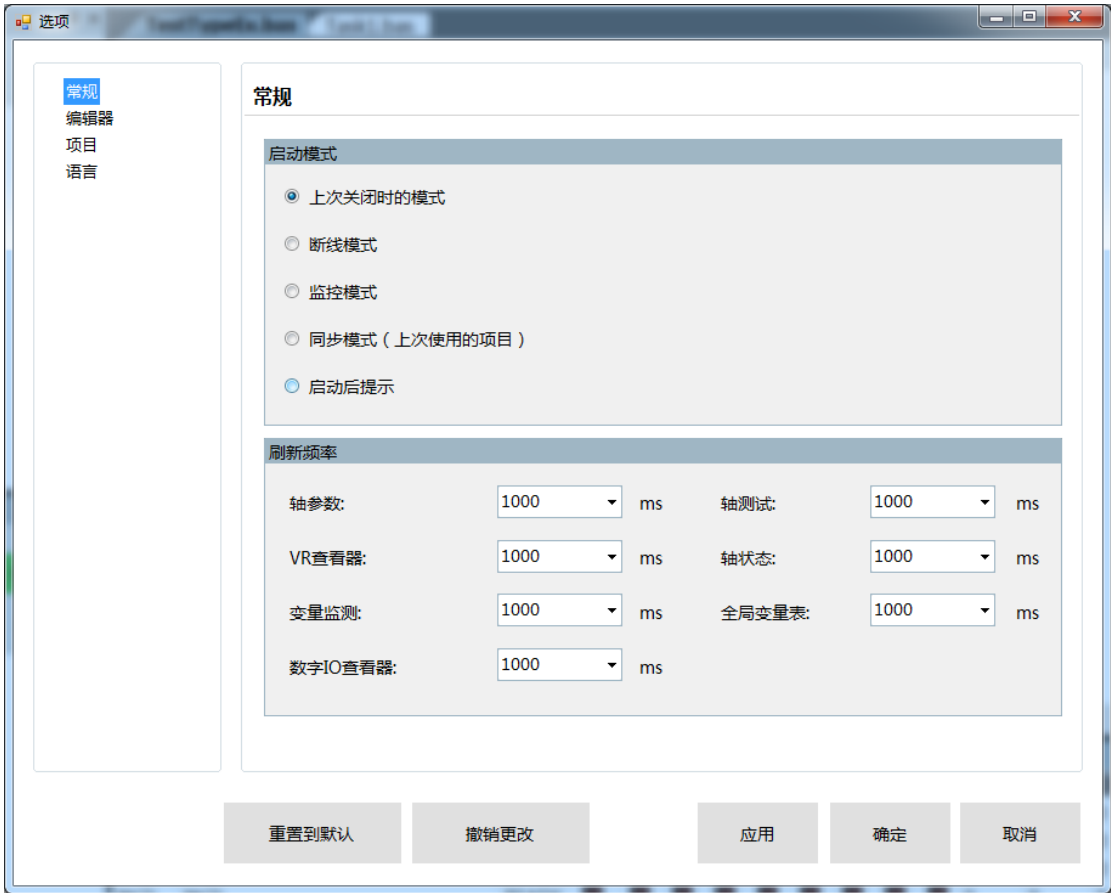 选项
常规
编辑器
项目
语言
常规
启动模式
上次关闭时的模式
断线模式
监控模式
同步模式（上次使用的项目）
启动后提示
刷新频率
轴参数: 1000 ms 轴测试: 1000 ms
VR查看器: 1000 ms 轴状态: 1000 ms
变量监测: 1000 ms 全局变量表: 1000 ms
数字IO查看器: 1000 ms
重置到默认 撤销更改 应用 确定 取消